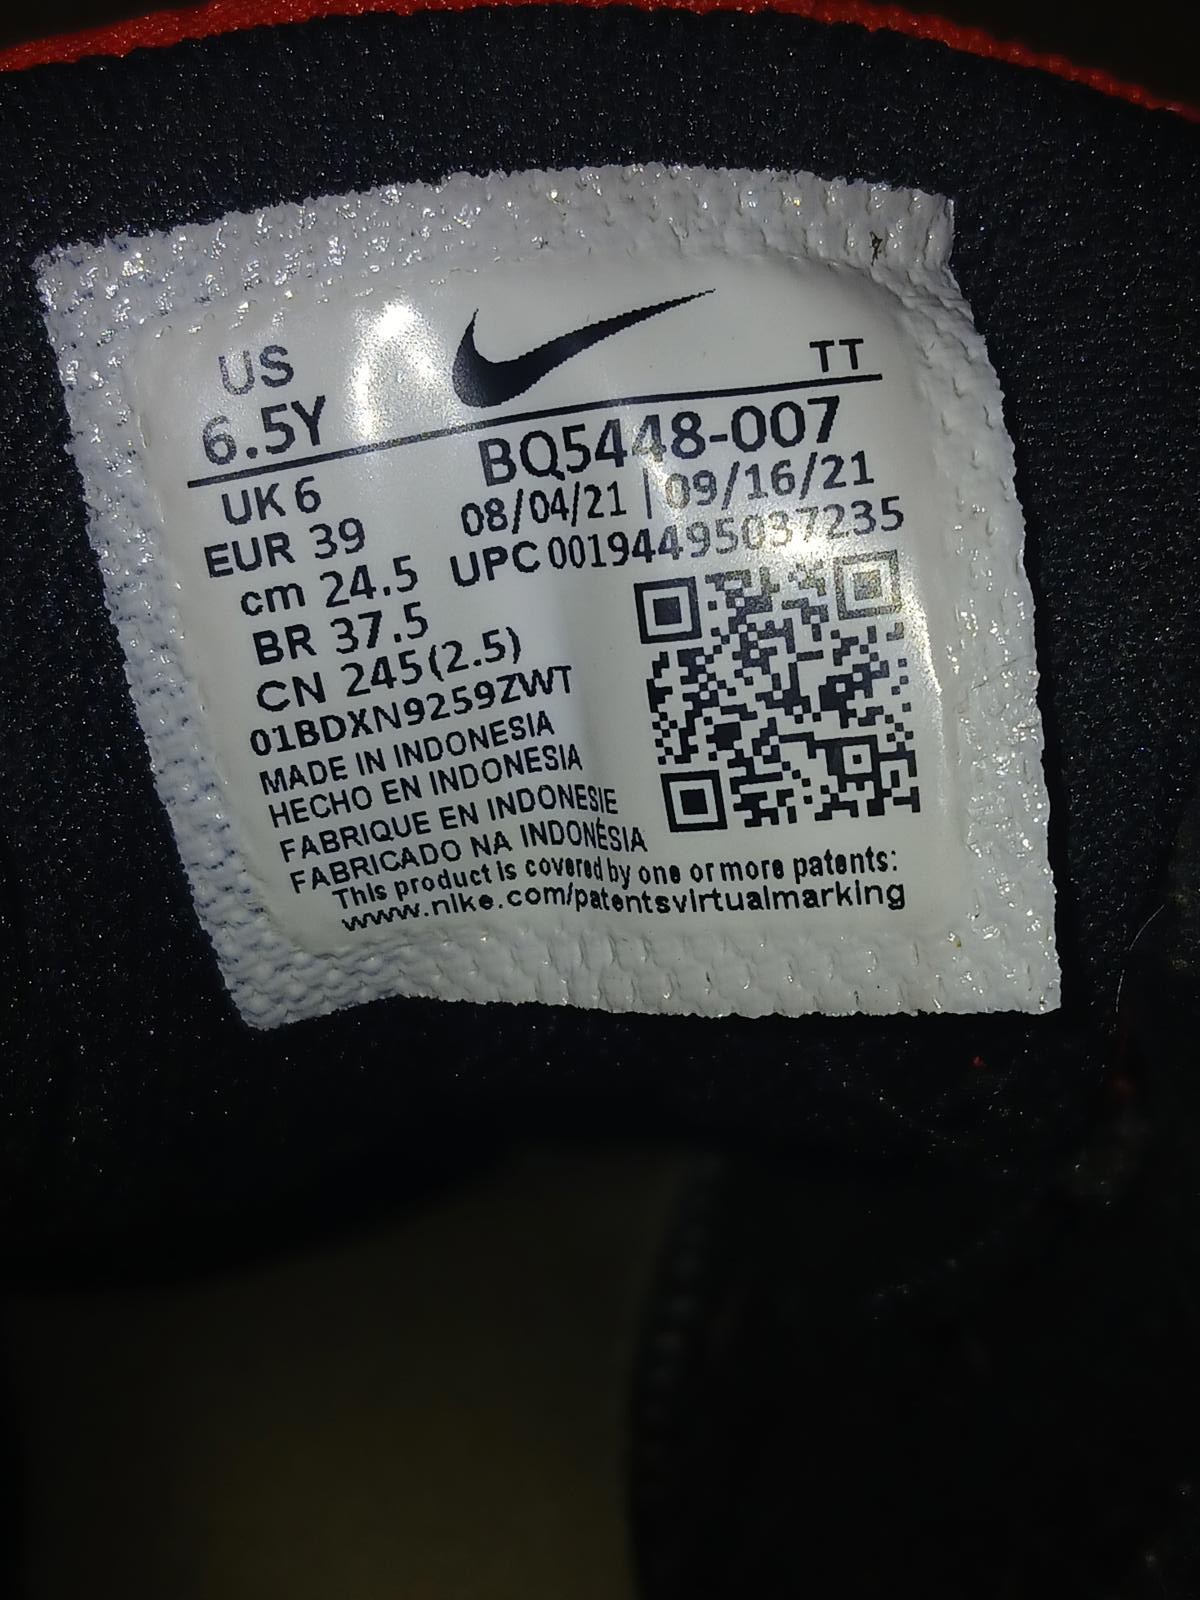 US
6.5Y
TT
UK 6
EUR 39
cm 24.5
BR 37.5
CN 245(2.5)
01BDXN9259ZWT
BQ5448-007
08/04/21 | 09/16/21
UPC 00194495037235
MADE IN INDONESIA
HECHO EN INDONESIA
FABRIQUE EN INDONESIE
FABRICADO NA INDONÉSIA
This product is covered by one or more patents:
www.nike.com/patentsvirtualmarking